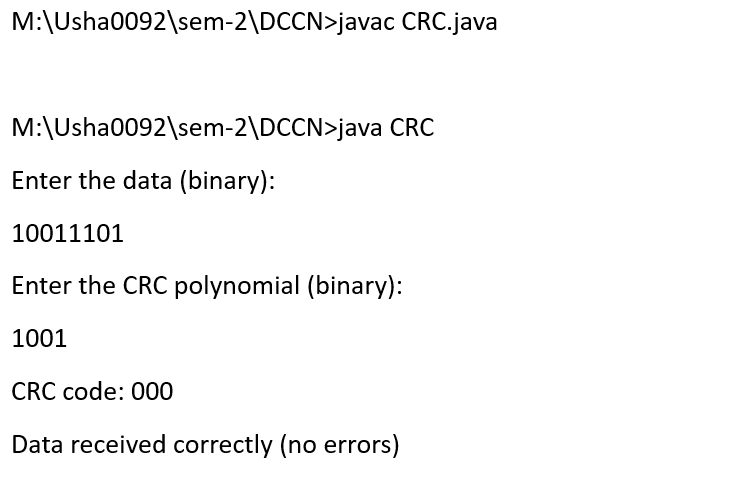 M:\Usha0092\sem-2\DCCN>javac CRC.java
M:\Usha0092\sem-2\DCCN>java CRC
Enter the data (binary):
10011101
Enter the CRC polynomial (binary):
1001
CRC code: 000
Data received correctly (no errors)